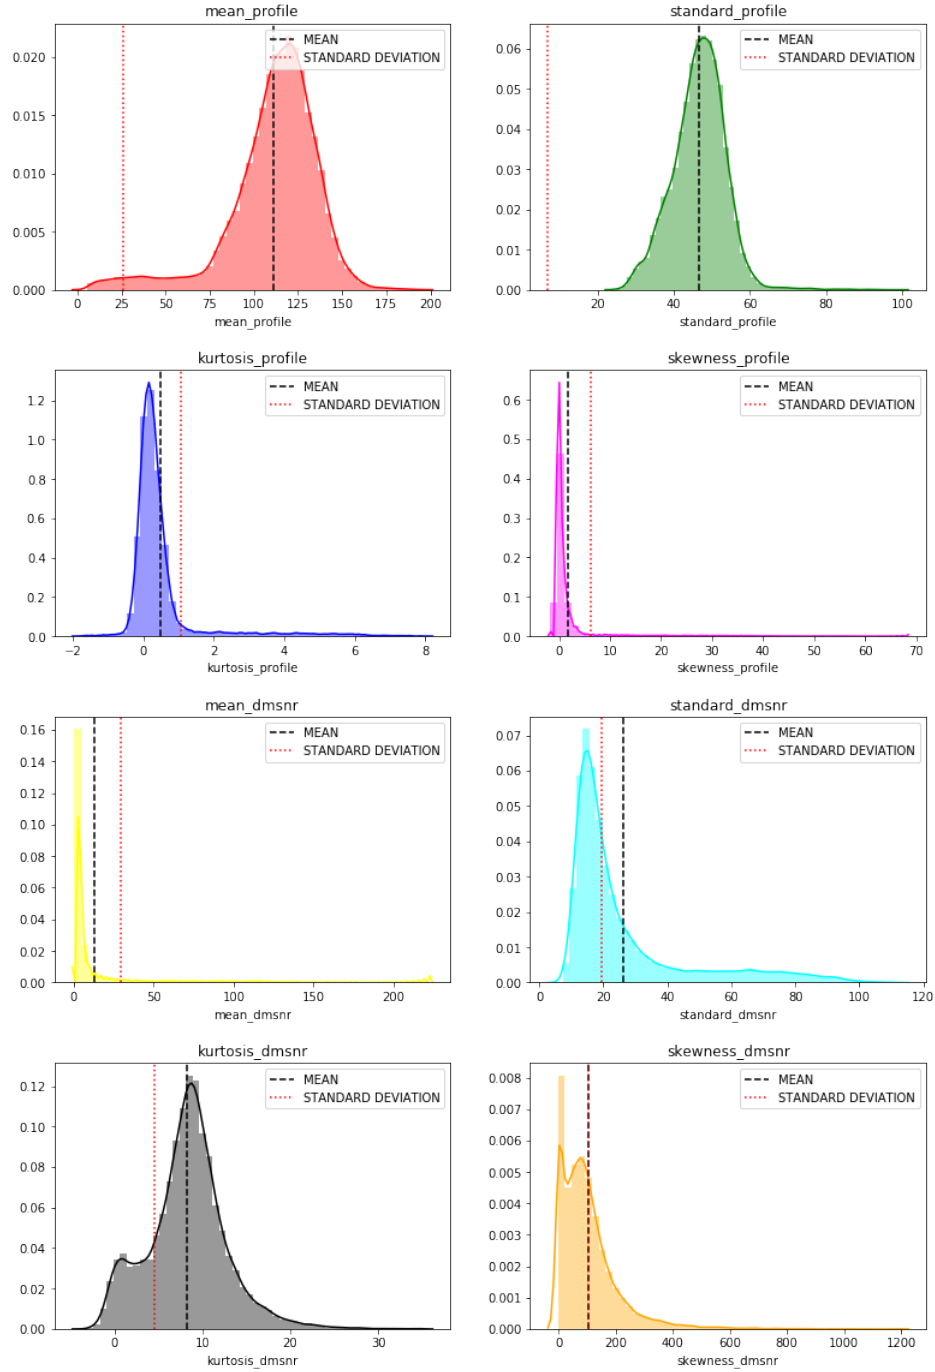 mean_profile
MEAN
STANDARD DEVIATION
0.020
0.015
0.010
0.005
0.000
0 25 50 75 100 125 150 175 200
mean_profile
standard_profile
MEAN
STANDARD DEVIATION
0.06
0.05
0.04
0.03
0.02
0.01
0.00
20 40 60 80 100
standard_profile
kurtosis_profile
MEAN
STANDARD DEVIATION
1.2
1.0
0.8
0.6
0.4
0.2
0.0
−2 0 2 4 6 8
kurtosis_profile
skewness_profile
MEAN
STANDARD DEVIATION
0.6
0.5
0.4
0.3
0.2
0.1
0.0
0 10 20 30 40 50 60 70
skewness_profile
mean_dmsnr
MEAN
STANDARD DEVIATION
0.16
0.14
0.12
0.10
0.08
0.06
0.04
0.02
0.00
0 50 100 150 200
mean_dmsnr
standard_dmsnr
MEAN
STANDARD DEVIATION
0.07
0.06
0.05
0.04
0.03
0.02
0.01
0.00
0 20 40 60 80 100 120
standard_dmsnr
kurtosis_dmsnr
MEAN
STANDARD DEVIATION
0.12
0.10
0.08
0.06
0.04
0.02
0.00
0 10 20 30
kurtosis_dmsnr
skewness_dmsnr
MEAN
STANDARD DEVIATION
0.008
0.007
0.006
0.005
0.004
0.003
0.002
0.001
0.000
0 200 400 600 800 1000 1200
skewness_dmsnr